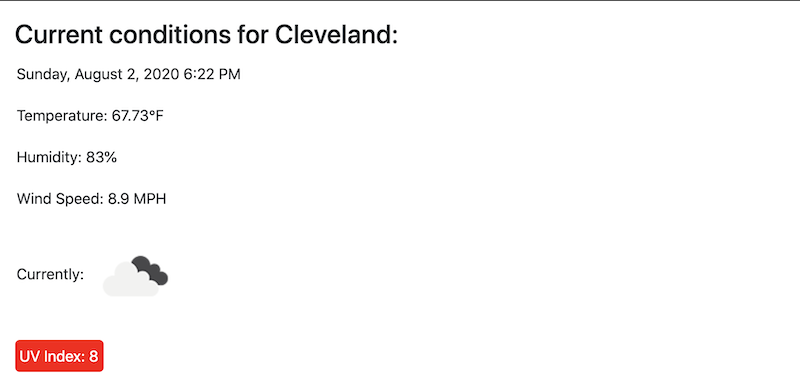 Current conditions for Cleveland:
Sunday, August 2, 2020 6:22 PM
Temperature: 67.73°F
Humidity: 83%
Wind Speed: 8.9 MPH
Currently:
UV Index: 8